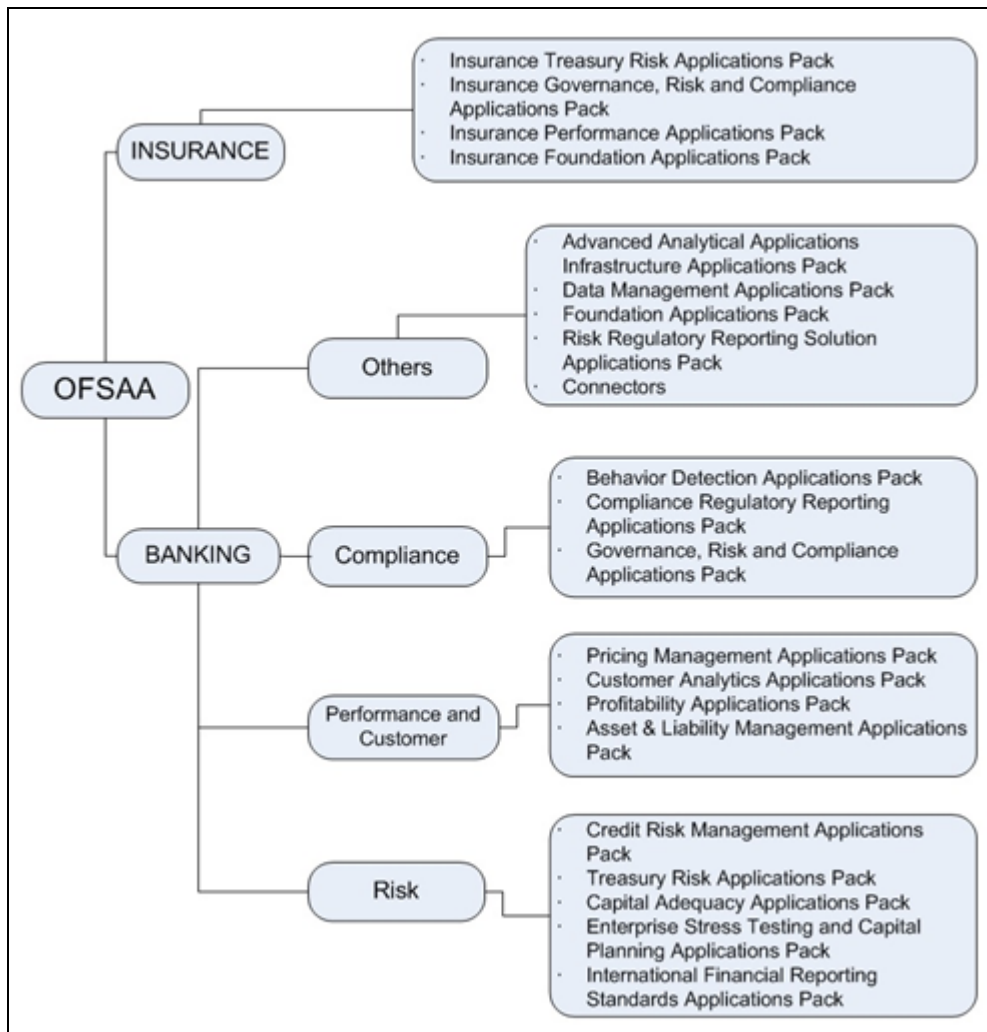 · Insurance Treasury Risk Applications Pack
· Insurance Governance, Risk and Compliance
Applications Pack
· Insurance Performance Applications Pack
· Insurance Foundation Applications Pack
INSURANCE
· Advanced Analytical Applications
Infrastructure Applications Pack
· Data Management Applications Pack
· Foundation Applications Pack
· Risk Regulatory Reporting Solution
Applications Pack
· Connectors
Others
OFSAA
· Behavior Detection Applications Pack
· Compliance Regulatory Reporting
Applications Pack
· Governance, Risk and Compliance
Applications Pack
BANKING
Compliance
· Pricing Management Applications Pack
· Customer Analytics Applications Pack
· Profitability Applications Pack
· Asset & Liability Management Applications
Pack
Performance and
Customer
· Credit Risk Management Applications
Pack
· Treasury Risk Applications Pack
· Capital Adequacy Applications Pack
· Enterprise Stress Testing and Capital
Planning Applications Pack
· International Financial Reporting
Standards Applications Pack
Risk